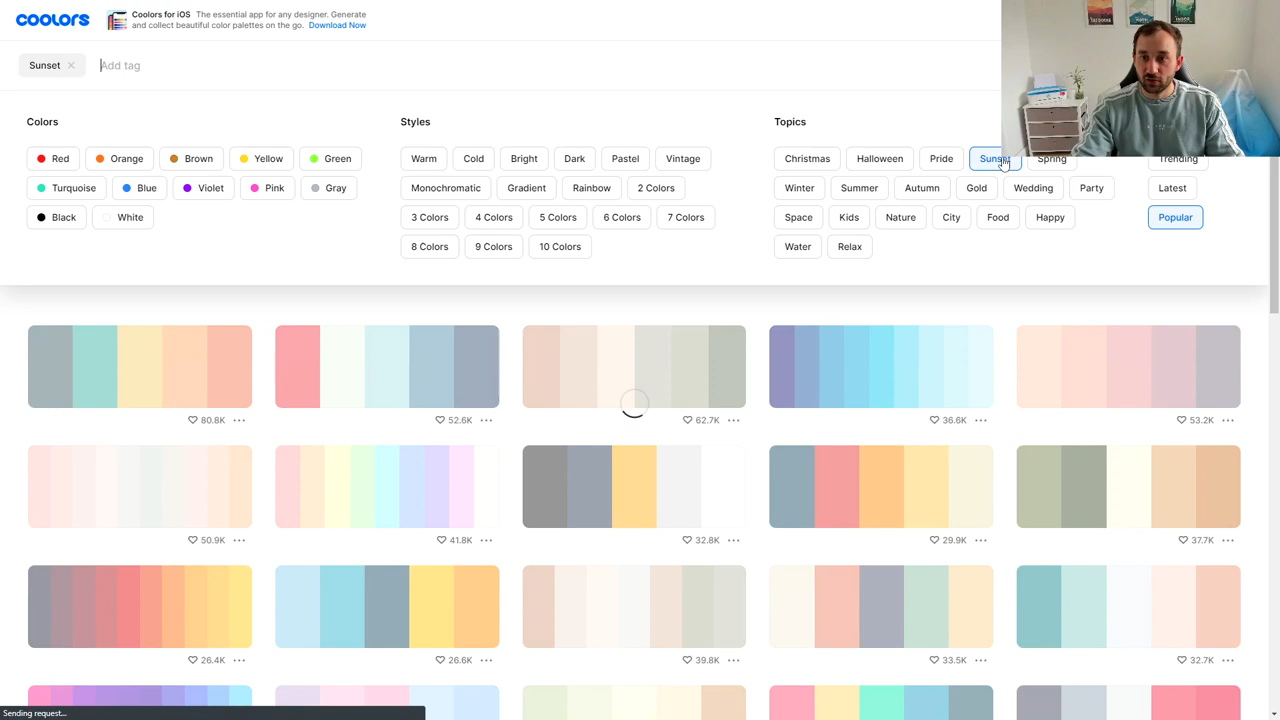 coolors
Coolors for iOS The essential app for any designer. Generate
and collect beautiful color palettes on the go. Download Now
Sunset
Add tag
Colors
Styles
Topics
Red Orange Brown Yellow Green
Warm Cold Bright Dark Pastel Vintage
Christmas Halloween Pride Sunset Spring
Trending
Turquoise Blue Violet Pink Gray
Monochromatic Gradient Rainbow 2 Colors
Winter Summer Autumn Gold Wedding Party
Latest
Black White
3 Colors 4 Colors 5 Colors 6 Colors 7 Colors
Space Kids Nature City Food Happy
Popular
8 Colors 9 Colors 10 Colors
Water Relax
80.8K 52.6K 62.7K 36.6K 53.2K
50.9K 41.8K 32.8K 29.9K 37.7K
26.4K 26.6K 39.8K 33.5K 32.7K
Sending request...